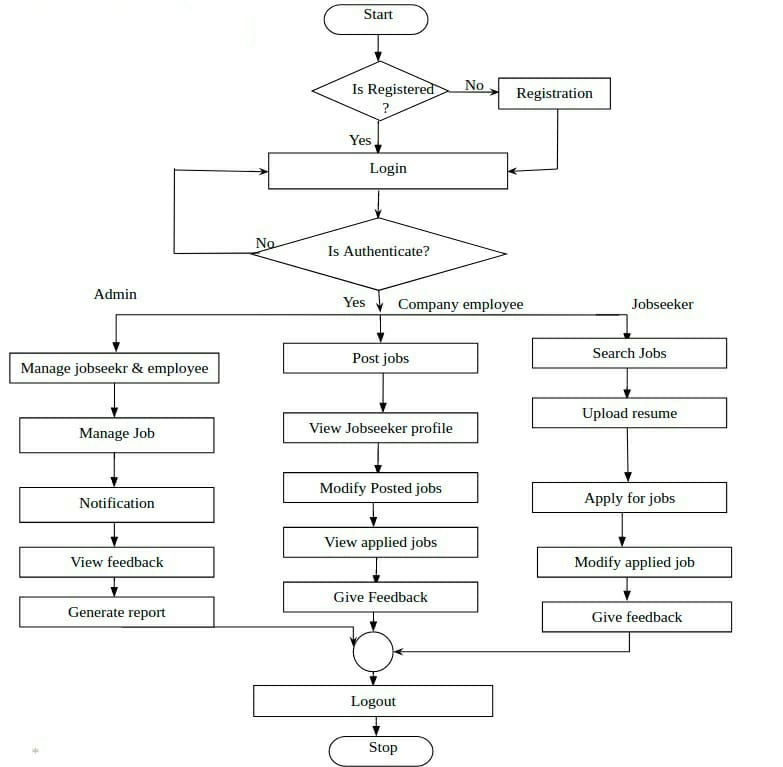 Start
Is Registered
?
No
Registration
Yes
Login
No
Is Authenticate?
Admin
Yes
Company employee
Jobseeker
Manage jobseekr & employee
Manage Job
Notification
View feedback
Generate report
Post jobs
View Jobseeker profile
Modify Posted jobs
View applied jobs
Give Feedback
Search Jobs
Upload resume
Apply for jobs
Modify applied job
Give feedback
Logout
Stop
*